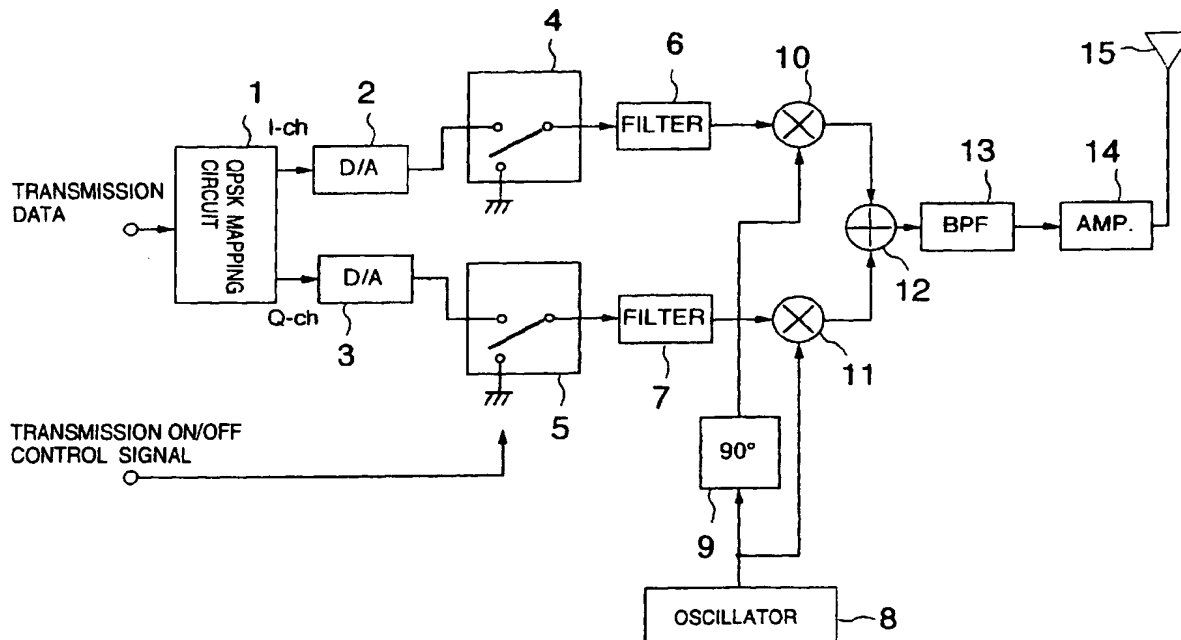 4
6
10
15
1
I-ch
2
FILTER
13
14
D/A
QPSK MAPPING
CIRCUIT
TRANSMISSION
DATA
BPF
AMP.
12
D/A
Q-ch
3
FILTER
11
5
7
TRANSMISSION ON/OFF
CONTROL SIGNAL
90°
9
OSCILLATOR
8